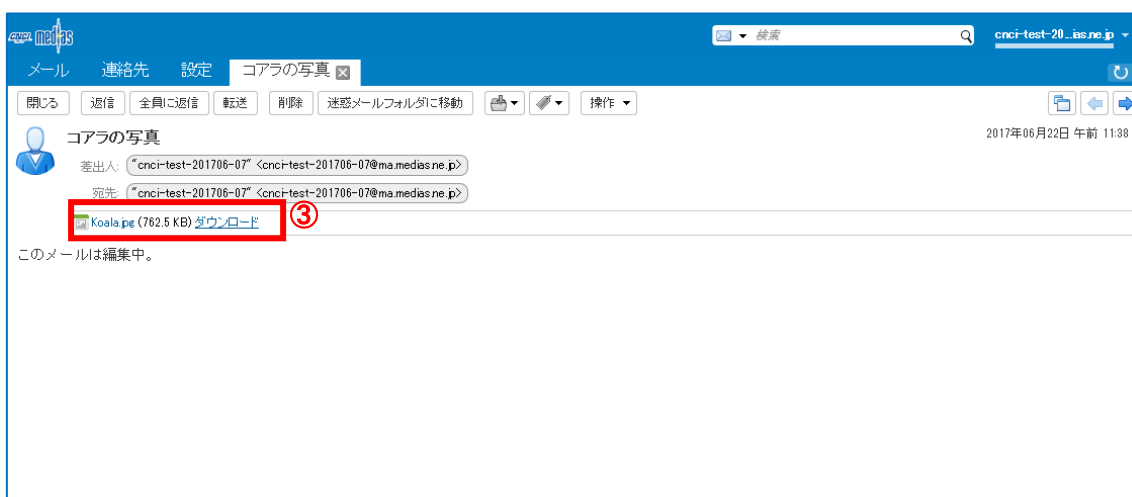 CNCI medias
検索
cnci-test-20...ias.ne.jp
メール 連絡先 設定 コアラの写真
閉じる 返信 全員に返信 転送 削除 迷惑メールフォルダに移動 操作
コアラの写真
2017年06月22日 午前 11:38
差出人: "cnci-test-201706-07" <cnci-test-201706-07@ma.medias.ne.jp>
宛先: "cnci-test-201706-07" <cnci-test-201706-07@ma.medias.ne.jp>
Koala.jpg (762.5 KB) ダウンロード ③
このメールは編集中。